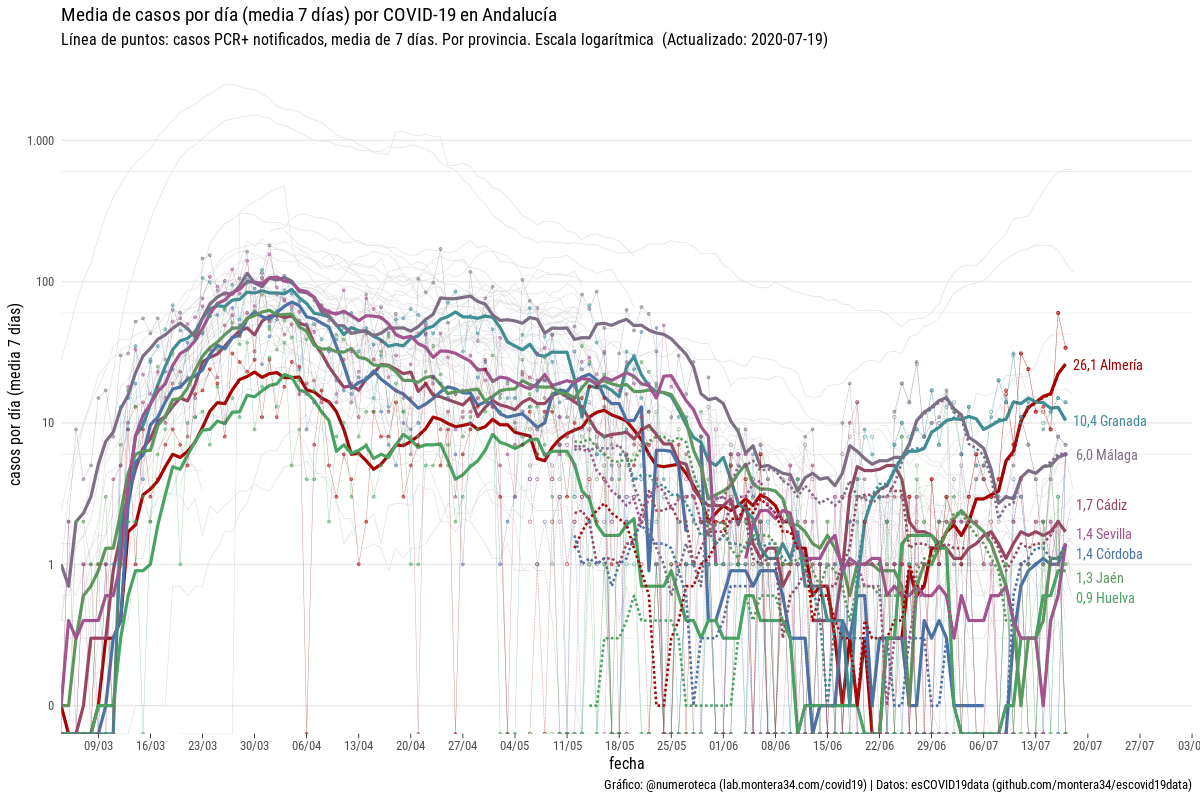 Media de casos por día (media 7 días) por COVID-19 en Andalucía
Línea de puntos: casos PCR+ notificados, media de 7 días. Por provincia. Escala logarítmica (Actualizado: 2020-07-19)
casos por día (media 7 días)
1.000
100
10
1
0
26,1 Almería
10,4 Granada
6,0 Málaga
1,7 Cádiz
1,4 Sevilla
1,4 Córdoba
1,3 Jaén
0,9 Huelva
09/03 16/03 23/03 30/03 06/04 13/04 20/04 27/04 04/05 11/05 18/05 25/05 01/06 08/06 15/06 22/06 29/06 06/07 13/07 20/07 27/07 03/0
fecha
Gráfico: @numeroteca (lab.montera34.com/covid19) | Datos: esCOVID19data (github.com/montera34/escovid19data)